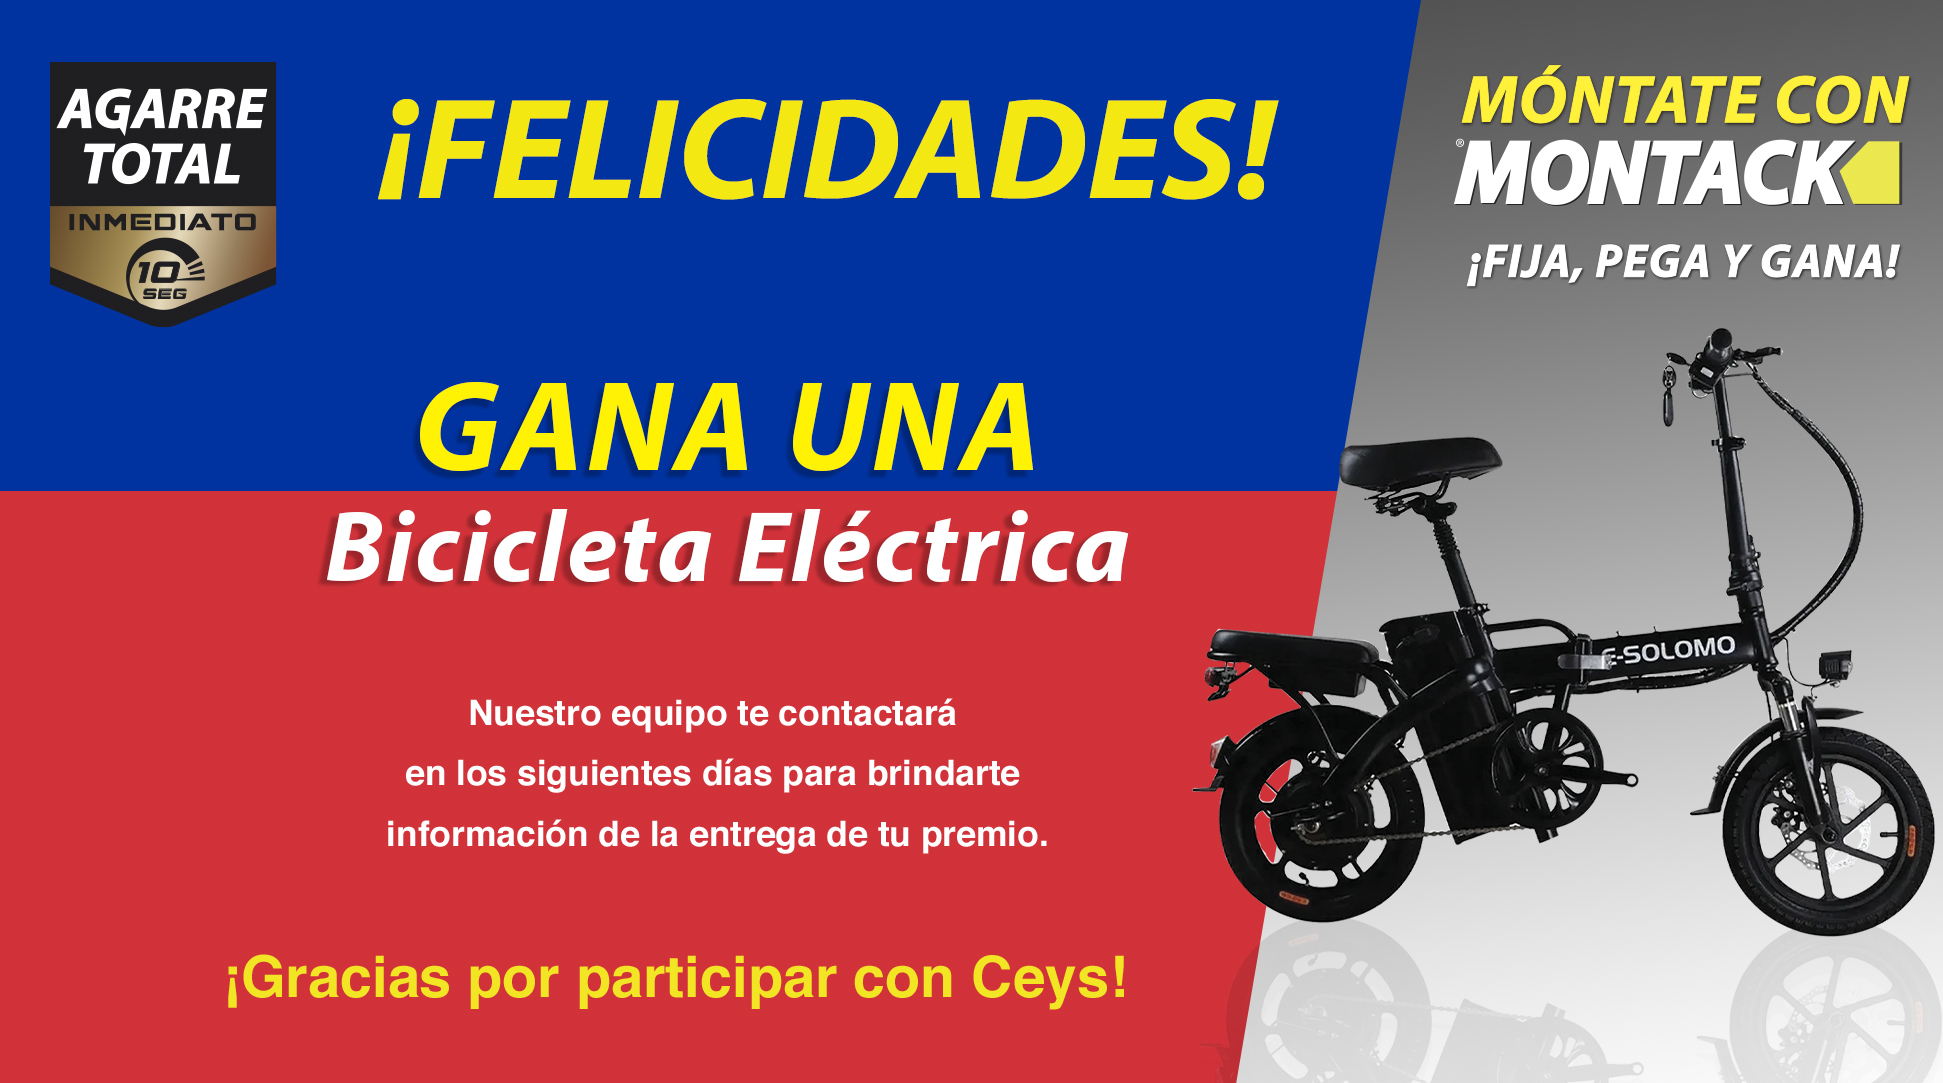 AGARRE
TOTAL
INMEDIATO
10
SEG
¡FELICIDADES!
GANA UNA
Bicicleta Eléctrica
Nuestro equipo te contactará
en los siguientes días para brindarte
información de la entrega de tu premio.
¡Gracias por participar con Ceys!
MÓNTATE CON
®MONTACK
¡FIJA, PEGA Y GANA!
E-SOLOMO